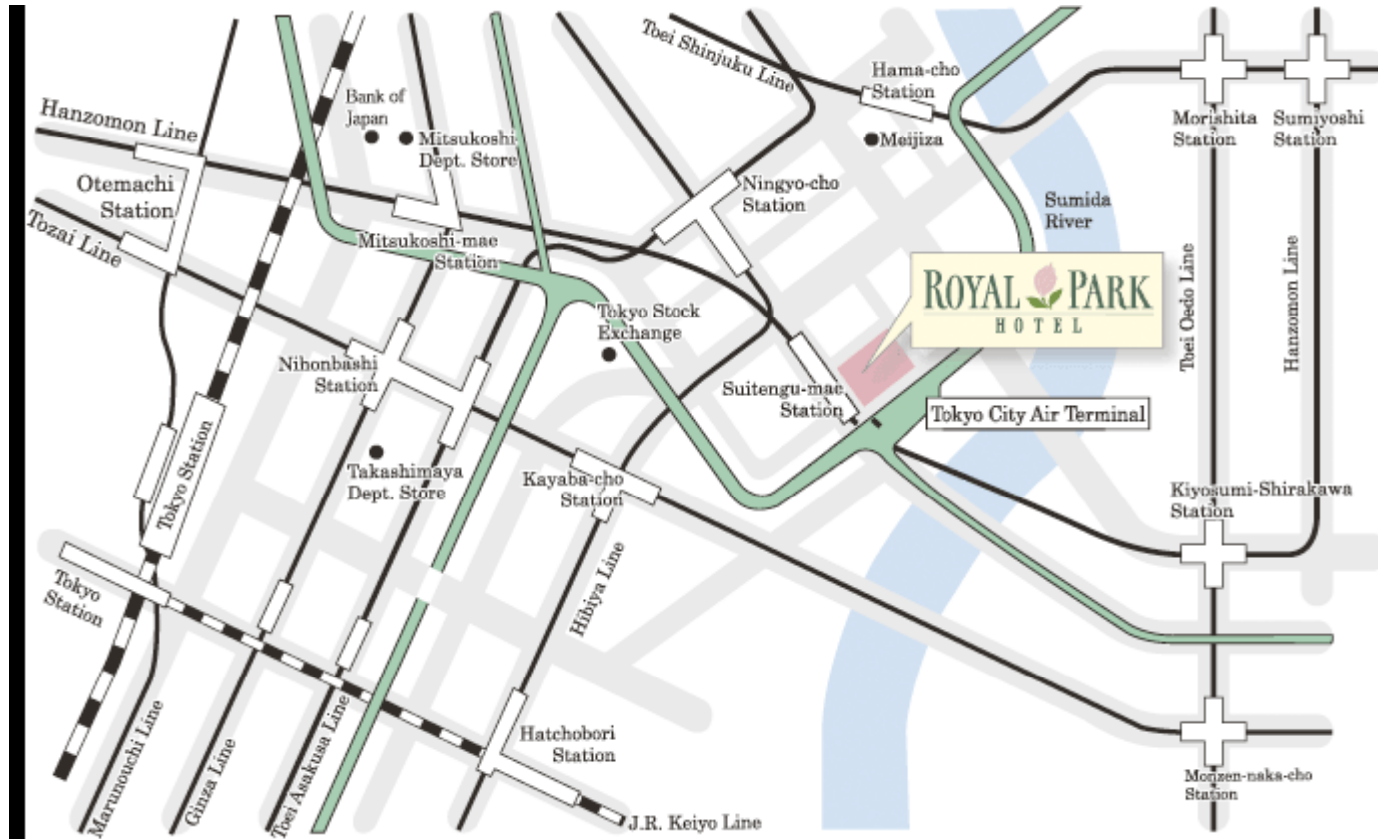 Toei Shinjuku Line
Hama-cho
Station
Bank of
Japan
Hanzomon Line
Mitsukoshi
Dept. Store
Meijiza
Morishita
Station
Sumiyoshi
Station
Otemachi
Station
Ningyo-cho
Station
Sumida
River
Tozai Line
Mitsukoshi-mae
Station
ROYAL PARK
HOTEL
Tokyo Stock
Exchange
Toei Oedo Line
Hanzomon Line
Nihonbashi
Station
Suitengu-mae
Station
Tokyo City Air Terminal
Tokyo Station
Takashimaya
Dept. Store
Kayaba-cho
Station
Kiyosumi-Shirakawa
Station
Tokyo
Station
Hibiya Line
Hatchobori
Station
Marunouchi Line
Ginza Line
Toei Asakusa Line
J.R. Keiyo Line
Monzen-naka-cho
Station